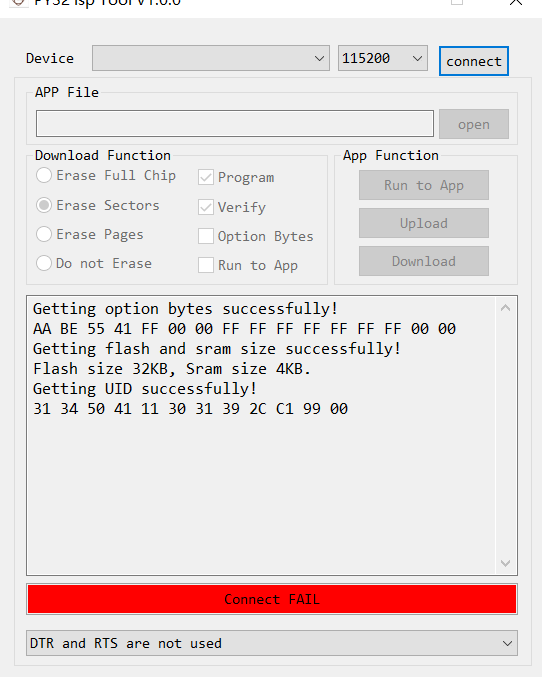 PY32 Isp Tool V1.0.0
Device 115200 connect
APP File
open
Download Function
Erase Full Chip
Erase Sectors
Erase Pages
Do not Erase
Program
Verify
Option Bytes
Run to App
App Function
Run to App
Upload
Download
Getting option bytes successfully!
AA BE 55 41 FF 00 00 FF FF FF FF FF FF FF 00 00
Getting flash and sram size successfully!
Flash size 32KB, Sram size 4KB.
Getting UID successfully!
31 34 50 41 11 30 31 39 2C C1 99 00
Connect FAIL
DTR and RTS are not used